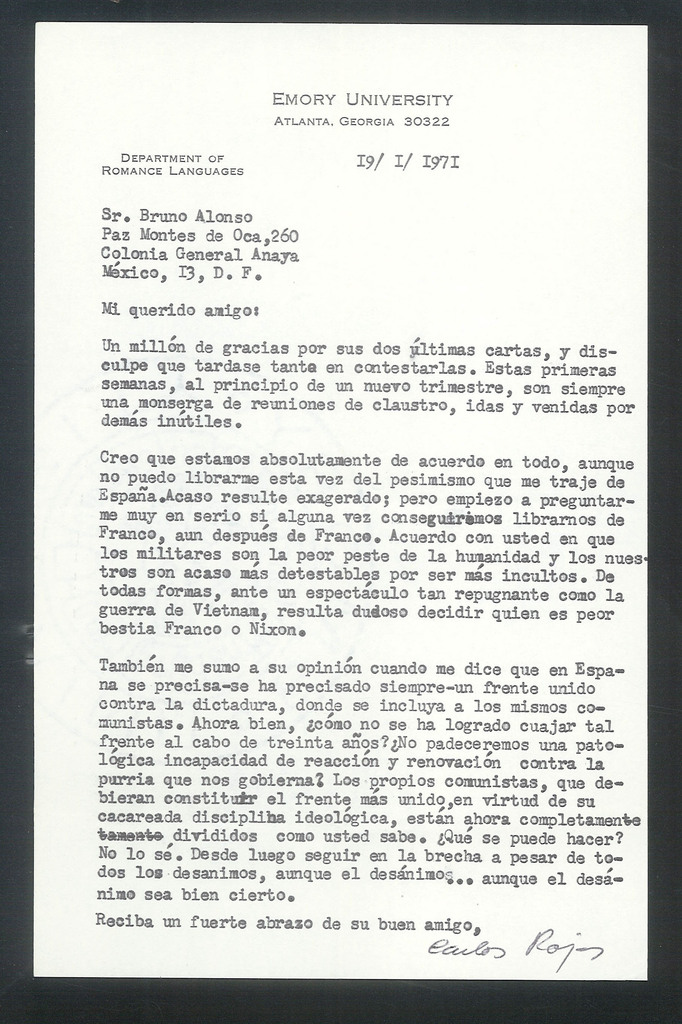 EMORY UNIVERSITY
ATLANTA, GEORGIA 30322
DEPARTMENT OF
ROMANCE LANGUAGES
I9/ I/ I97I
Sr. Bruno Alonso
Paz Montes de Oca,260
Colonia General Anaya
México, I3, D. F.
Mi querido amigo:
Un millón de gracias por sus dos últimas cartas, y dis-
culpe que tardase tanto en contestarlas. Estas primeras
semanas, al principio de un nuevo trimestre, son siempre
una monserga de reuniones de claustro, idas y venidas por
demás inútiles.
Creo que estamos absolutamente de acuerdo en todo, aunque
no puedo librarme esta vez del pesimismo que me traje de
España.Acaso resulte exagerado; pero empiezo a preguntar-
me muy en serio si alguna vez conseguiremos librarnos de
Franco, aun después de Franco. Acuerdo con usted en que
los militares son la peor peste de la humanidad y los nues-
tros son acaso más detestables por ser más incultos. De
todas formas, ante un espectáculo tan repugnante como la
guerra de Vietnam, resulta dudoso decidir quien es peor
bestia Franco o Nixon.
También me sumo a su opinión cuando me dice que en Espa-
na se precisa-se ha precisado siempre-un frente unido
contra la dictadura, donde se incluya a los mismos co-
munistas. Ahora bien, ¿cómo no se ha logrado cuajar tal
frente al cabo de treinta años?¿No padeceremos una pato-
lógica incapacidad de reacción y renovación contra la
purria que nos gobierna? Los propios comunistas, que de-
bieran constituir el frente más unido,en virtud de su
cacareada disciplina ideológica, están ahora completamente
tamente divididos como usted sabe. ¿Qué se puede hacer?
No lo sé. Desde luego seguir en la brecha a pesar de to-
dos los desanimos, aunque el desánimo... aunque el desá-
nimo sea bien cierto.
Reciba un fuerte abrazo de su buen amigo,
Carlos Rojas